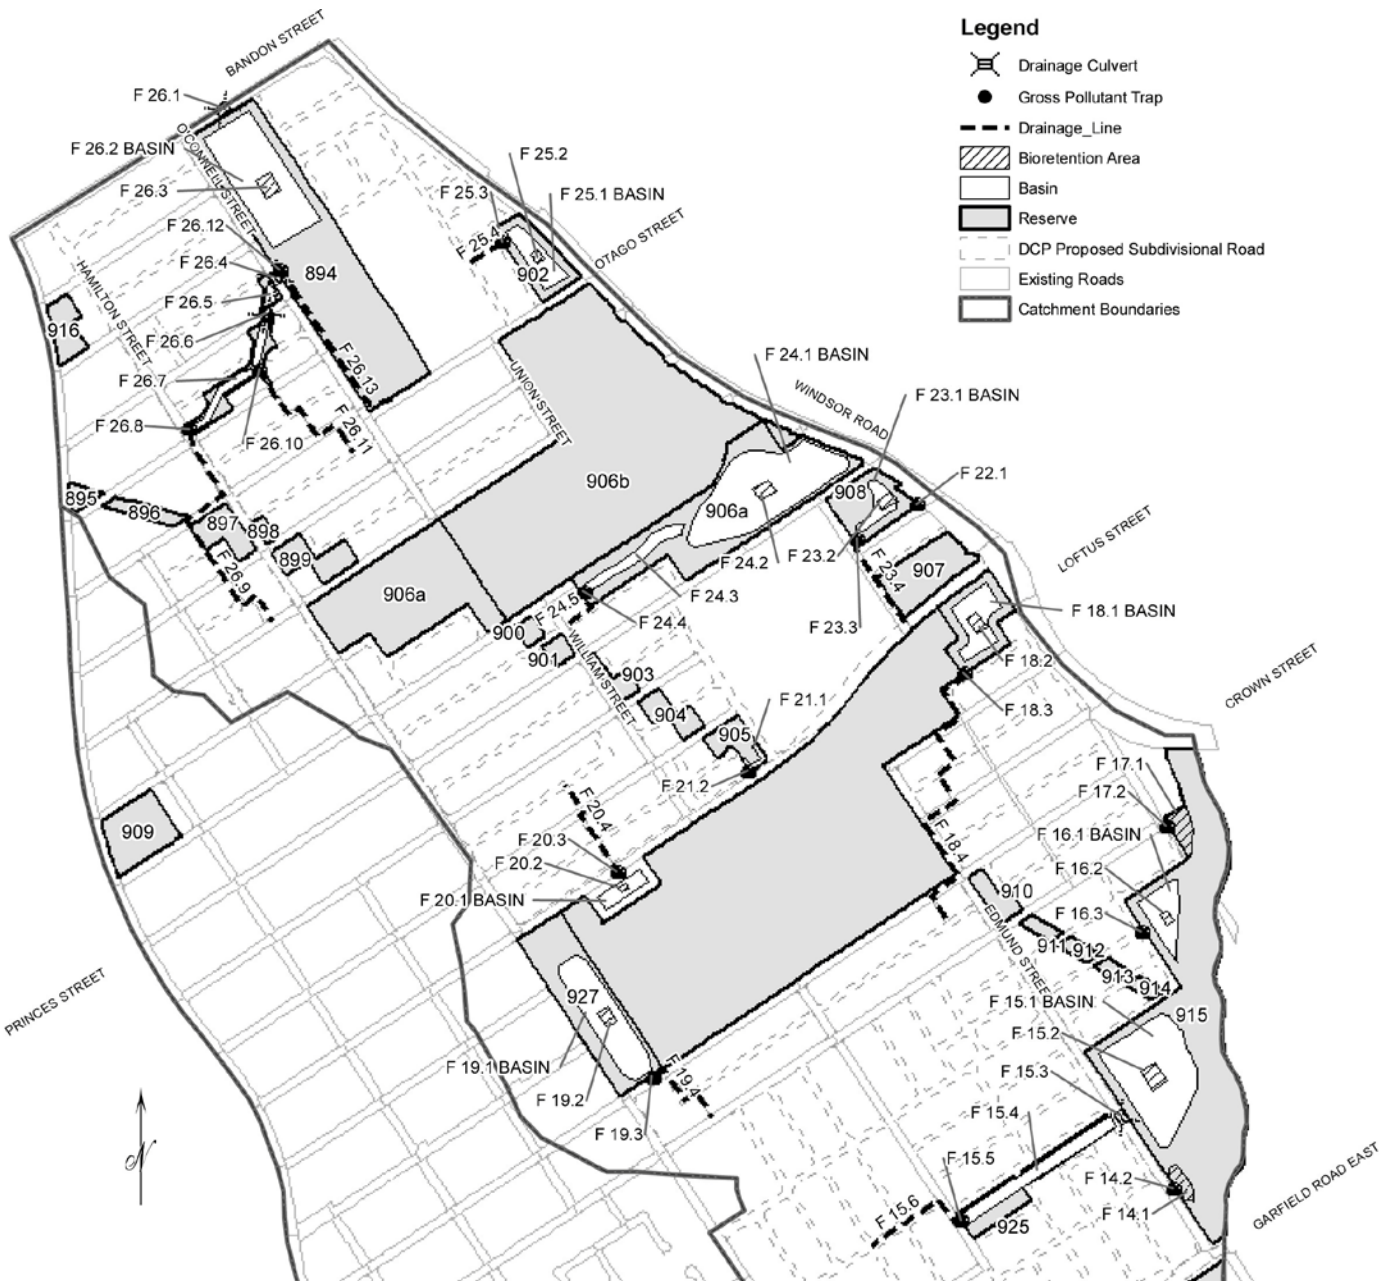 BANDON STREET
Legend
Drainage Culvert
Gross Pollutant Trap
Drainage_Line
Bioretention Area
Basin
Reserve
DCP Proposed Subdivisional Road
Existing Roads
Catchment Boundaries
F 26.1
O'CONNELL STREET
F 26.2 BASIN
F 26.3
F 25.2
F 25.3
F 25.1 BASIN
F 25.4
902
OTAGO STREET
F 26.12
F 26.4
894
F 26.5
HAMILTON STREET
916
F 26.6
F 26.7
F 26.13
F 26.8
F 26.10
F 26.11
UNION STREET
F 24.1 BASIN
WINDSOR ROAD
F 23.1 BASIN
F 22.1
906b
906a
908
895
896
897
898
899
F 26.9
906a
F 24.2
F 23.2
F 23.4
907
LOFTUS STREET
F 24.3
F 24.5
F 24.4
F 23.3
F 18.1 BASIN
900
901
WILLIAM STREET
F 18.2
903
904
905
F 21.1
F 18.3
CROWN STREET
F 21.2
F 17.1
F 17.2
F 20.4
909
F 20.3
F 20.2
F 20.1 BASIN
F 18.4
F 16.1 BASIN
F 16.2
910
F 16.3
EDMUND STREET
911
912
913
914
PRINCES STREET
927
F 15.1 BASIN
915
F 15.2
F 19.1 BASIN
F 19.4
F 15.3
F 19.2
F 15.4
F 19.3
F 15.5
F 14.2
F 15.6
925
F 14.1
GARFIELD ROAD EAST
N